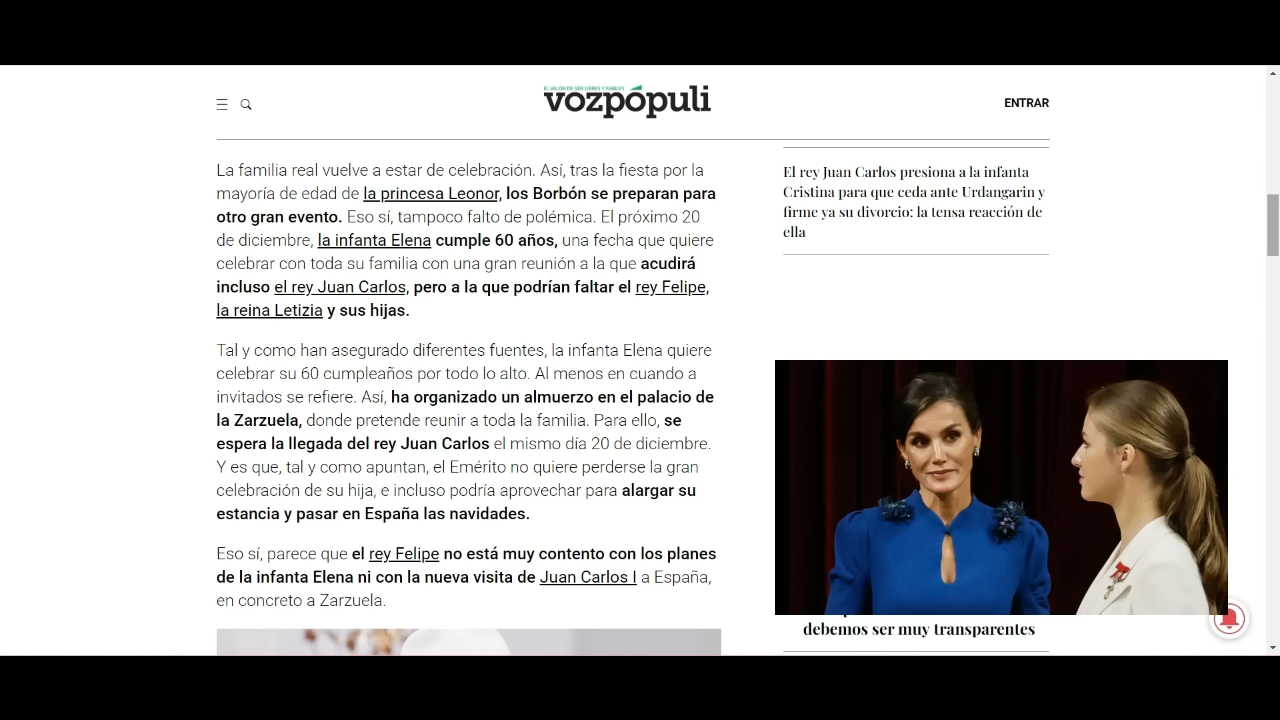 EL VALOR DE SER LIBRES Y FIABLES
vozpópuli
ENTRAR
La familia real vuelve a estar de celebración. Así, tras la fiesta por la
mayoría de edad de la princesa Leonor, los Borbón se preparan para
otro gran evento. Eso sí, tampoco falto de polémica. El próximo 20
de diciembre, la infanta Elena cumple 60 años, una fecha que quiere
celebrar con toda su familia con una gran reunión a la que acudirá
incluso el rey Juan Carlos, pero a la que podrían faltar el rey Felipe,
la reina Letizia y sus hijas.
Tal y como han asegurado diferentes fuentes, la infanta Elena quiere
celebrar su 60 cumpleaños por todo lo alto. Al menos en cuando a
invitados se refiere. Así, ha organizado un almuerzo en el palacio de
la Zarzuela, donde pretende reunir a toda la familia. Para ello, se
espera la llegada del rey Juan Carlos el mismo día 20 de diciembre.
Y es que, tal y como apuntan, el Emérito no quiere perderse la gran
celebración de su hija, e incluso podría aprovechar para alargar su
estancia y pasar en España las navidades.
Eso sí, parece que el rey Felipe no está muy contento con los planes
de la infanta Elena ni con la nueva visita de Juan Carlos I a España,
en concreto a Zarzuela.
El rey Juan Carlos presiona a la infanta
Cristina para que ceda ante Urdangarin y
firme ya su divorcio: la tensa reacción de
ella
debemos ser muy transparentes